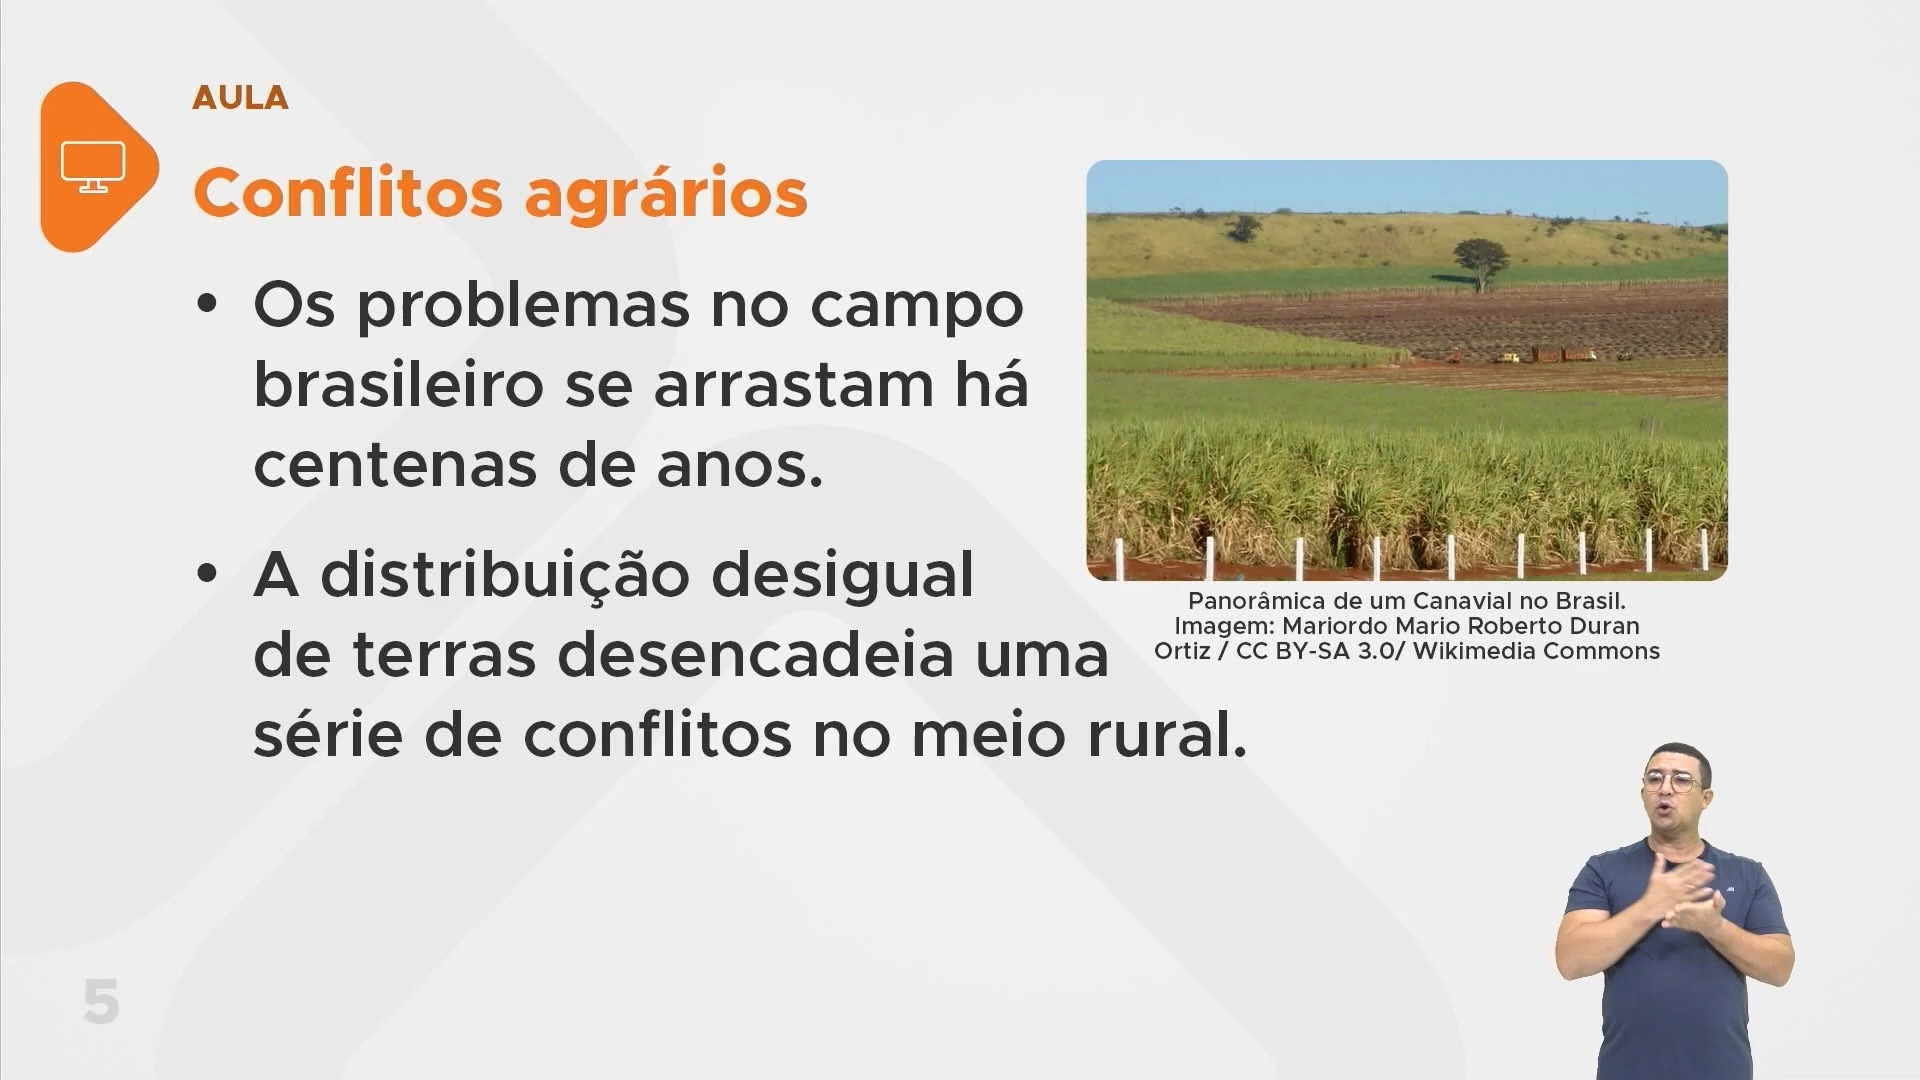 AULA
Conflitos agrários
• Os problemas no campo
brasileiro se arrastam há
centenas de anos.
• A distribuição desigual
de terras desencadeia uma
série de conflitos no meio rural.
Panorâmica de um Canavial no Brasil.
Imagem: Mariordo Mario Roberto Duran
Ortiz / CC BY-SA 3.0/ Wikimedia Commons
5